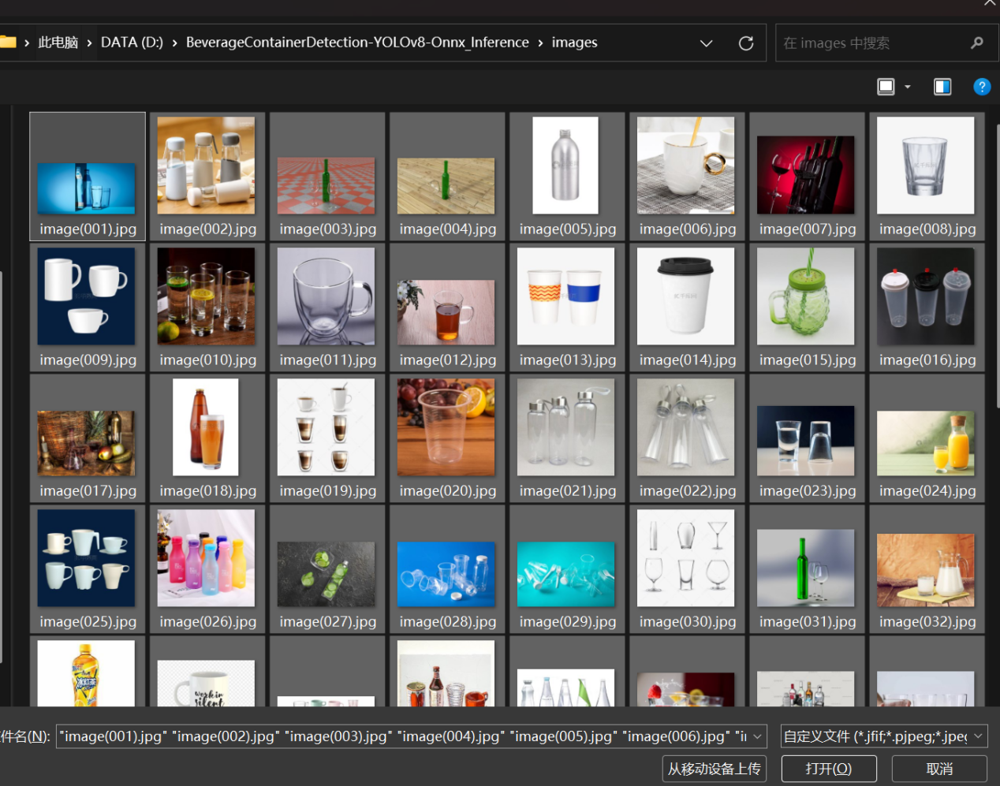 此电脑 DATA (D:) BeverageContainerDetection-YOLOv8-Onnx_Inference images
在 images 中搜索
image(001).jpg image(002).jpg image(003).jpg image(004).jpg image(005).jpg image(006).jpg image(007).jpg image(008).jpg
image(009).jpg image(010).jpg image(011).jpg image(012).jpg image(013).jpg image(014).jpg image(015).jpg image(016).jpg
image(017).jpg image(018).jpg image(019).jpg image(020).jpg image(021).jpg image(022).jpg image(023).jpg image(024).jpg
image(025).jpg image(026).jpg image(027).jpg image(028).jpg image(029).jpg image(030).jpg image(031).jpg image(032).jpg
work in
silent
件名(N): "image(001).jpg" "image(002).jpg" "image(003).jpg" "image(004).jpg" "image(005).jpg" "image(006).jpg" 自定义文件 (*.jfif;*.pjpeg;*.jpeg
从移动设备上传 打开(O) 取消